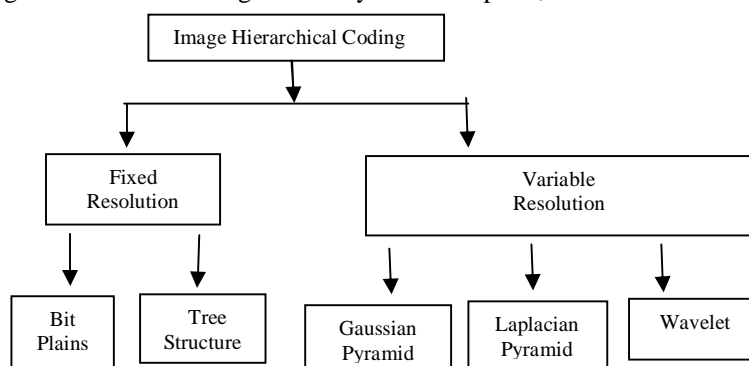 Image Hierarchical Coding
Fixed
Resolution
Variable
Resolution
Bit
Plains
Tree
Structure
Gaussian
Pyramid
Laplacian
Pyramid
Wavelet